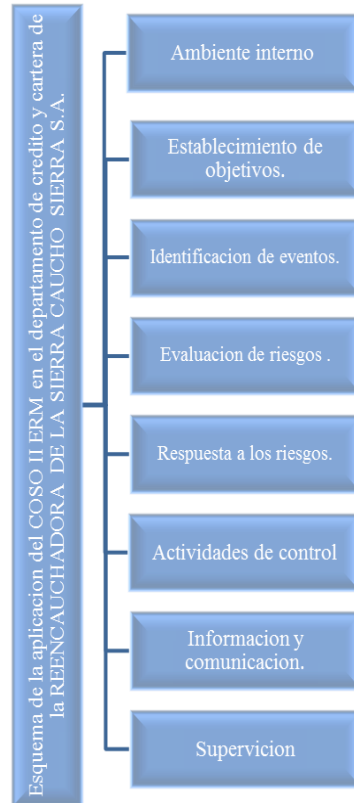 Esquema de la aplicacion del COSO II ERM en el departamento de credito y cartera de
la REENCAUCHADORA DE LA SIERRA CAUCHO SIERRA S.A.
Ambiente interno
Establecimiento de
objetivos.
Identificacion de eventos.
Evaluacion de riesgos .
Respuesta a los riesgos.
Actividades de control
Informacion y
comunicacion.
Supervicion